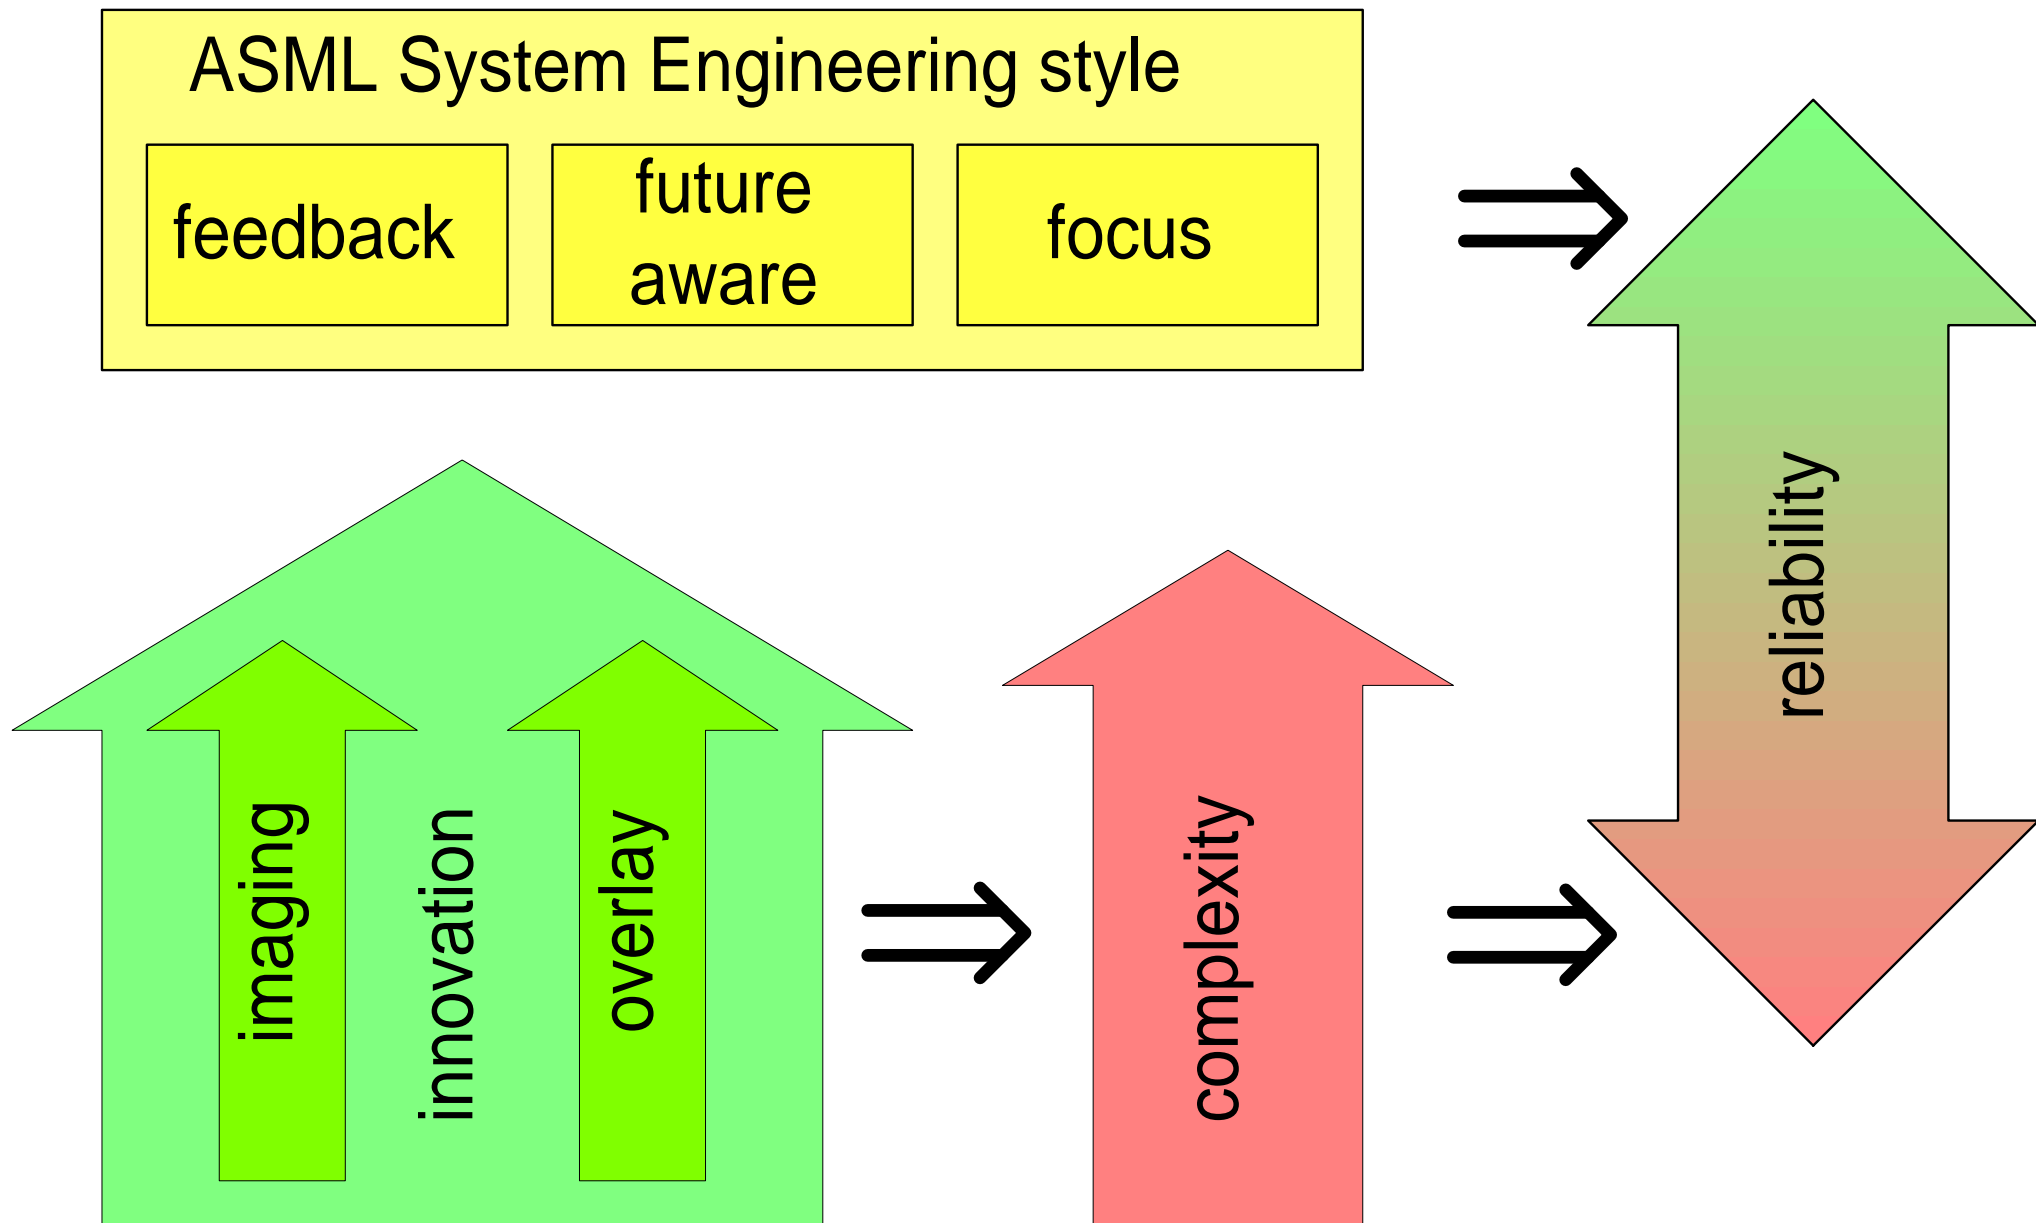 ASML System Engineering style
feedback
future
aware
focus
imaging
innovation
overlay
complexity
reliability